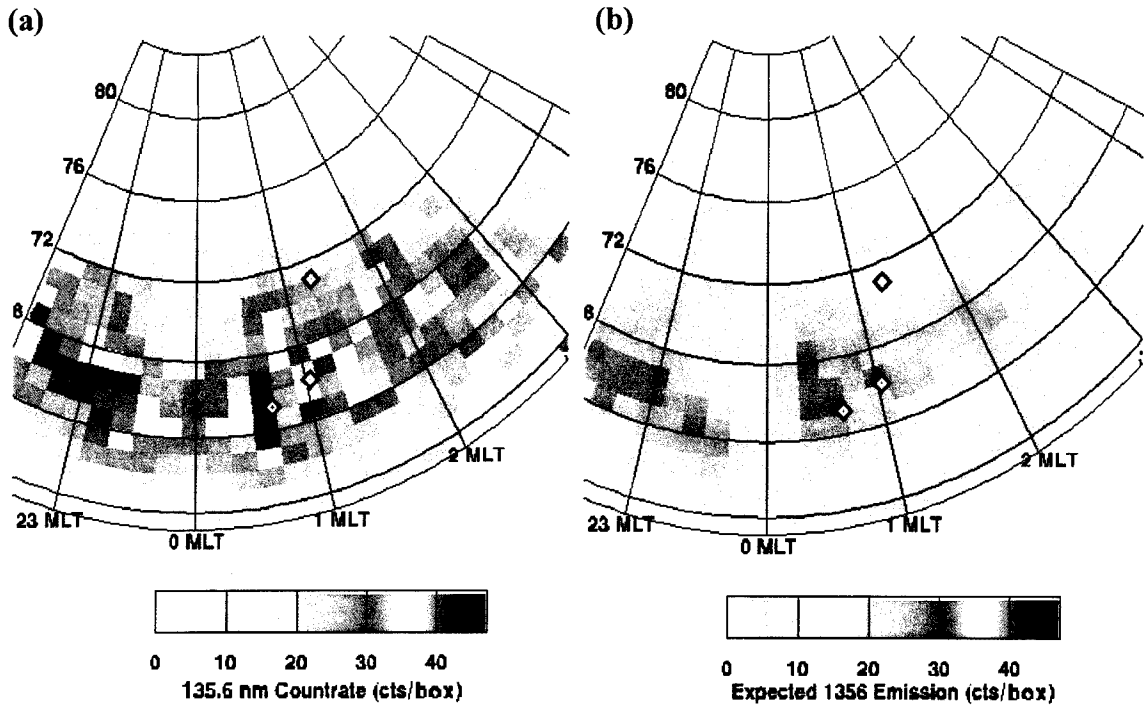 (a)
80
76
72
8
23 MLT
0 MLT
1 MLT
2 MLT
0 10 20 30 40
135.6 nm Countrate (cts/box)
(b)
80
76
72
8
23 MLT
0 MLT
1 MLT
2 MLT
0 10 20 30 40
Expected 1356 Emission (cts/box)